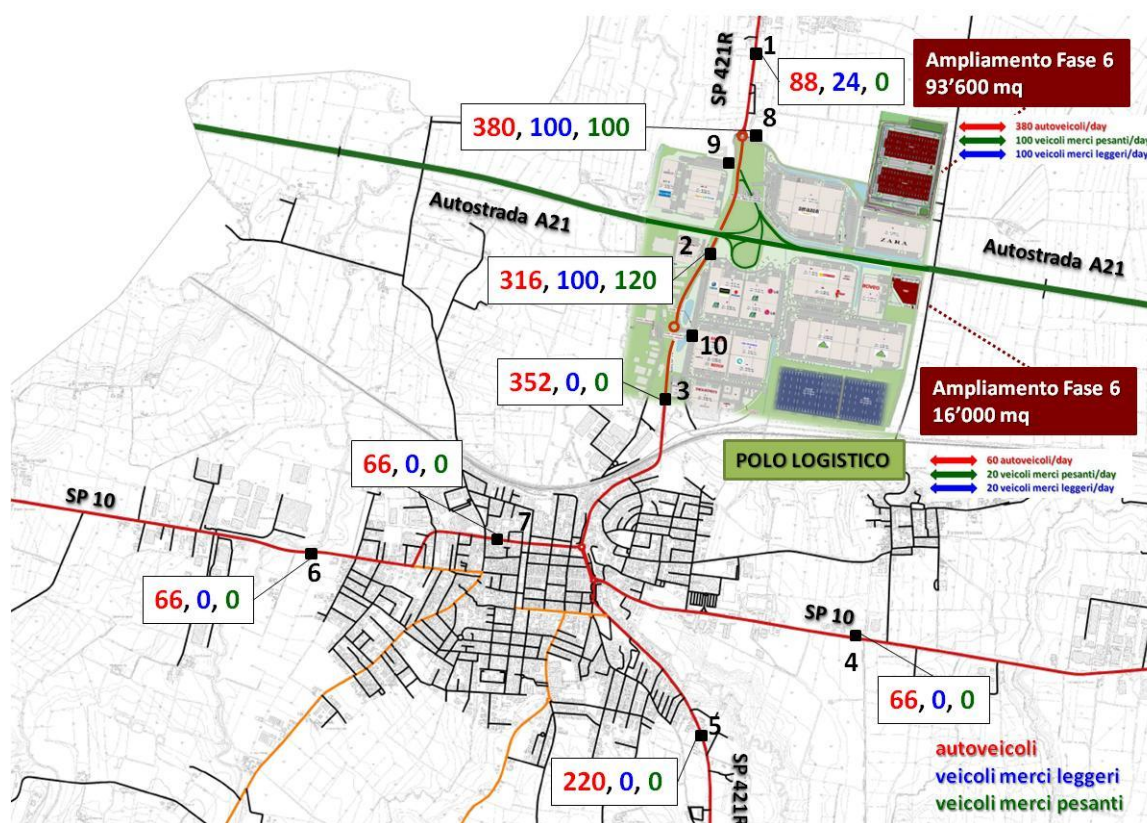 SP 421R
1
88, 24, 0
Ampliamento Fase 6
93'600 mq
380 autoveicoli/day
100 veicoli merci pesanti/day
100 veicoli merci leggeri/day
380, 100, 100
8
9
Autostrada A21
ZARA
Autostrada A21
2
316, 100, 120
LG
10
352, 0, 0
3
Ampliamento Fase 6
16'000 mq
POLO LOGISTICO
60 autoveicoli/day
20 veicoli merci pesanti/day
20 veicoli merci leggeri/day
66, 0, 0
SP 10
7
6
66, 0, 0
SP 10
4
66, 0, 0
5
220, 0, 0
SP 421R
autoveicoli
veicoli merci leggeri
veicoli merci pesanti